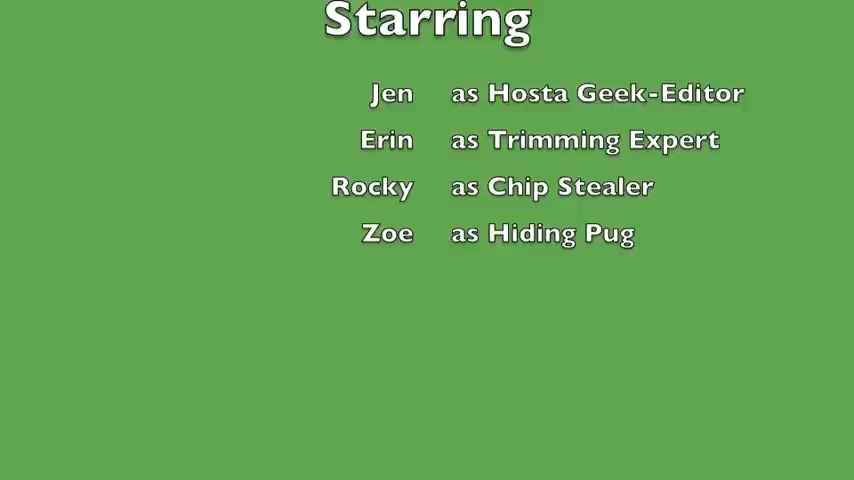 Starring
Jen as Hosta Geek-Editor
Erin as Trimming Expert
Rocky as Chip Stealer
Zoe as Hiding Pug